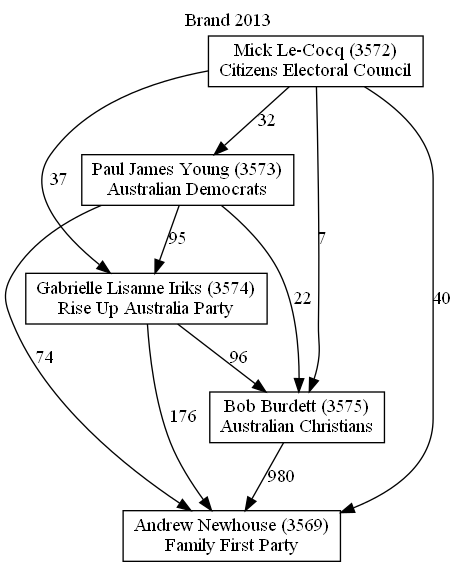 Brand 2013
Mick Le-Cocq (3572)
Citizens Electoral Council
32
Paul James Young (3573)
Australian Democrats
37
95
7
Gabrielle Lisanne Iriks (3574)
Rise Up Australia Party
22
40
74
96
176
Bob Burdett (3575)
Australian Christians
980
Andrew Newhouse (3569)
Family First Party